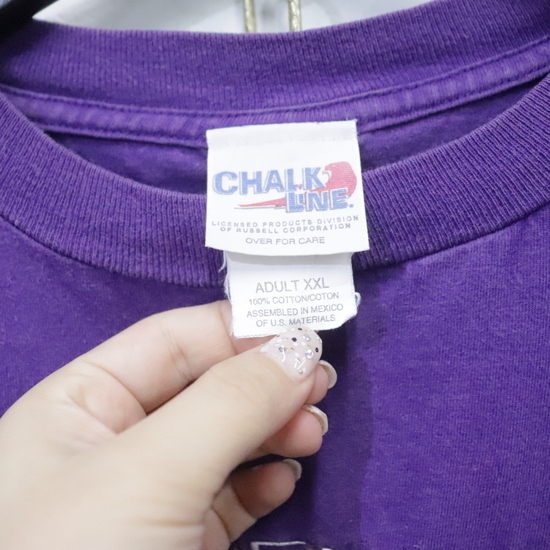 CHALK
LINE.
LICENSED PRODUCTS DIVISION
OF RUSSELL CORPORATION
OVER FOR CARE
ADULT XXL
100% COTTON/COTON
ASSEMBLED IN MEXICO
OF U.S. MATERIALS